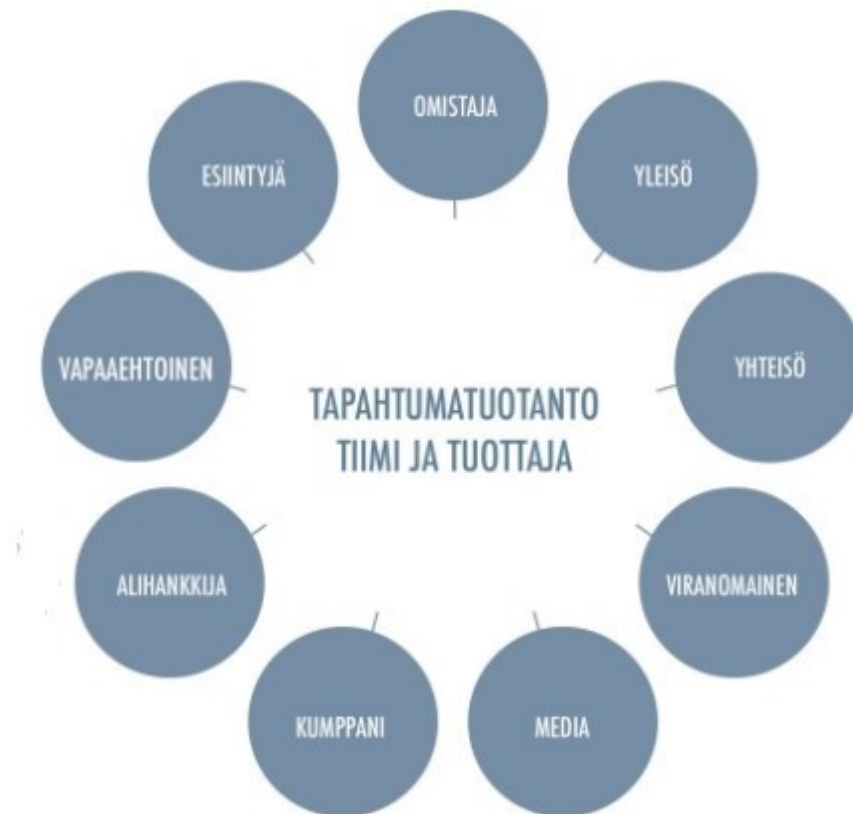 OMISTAJA
YLEISÖ
YHTEISÖ
VIRANOMAINEN
MEDIA
KUMPPANI
ALIHANKKIJA
VAPAAEHTOINEN
ESIINTYJÄ
TAPAHTUMATUOTANTO
TIIMI JA TUOTTAJA